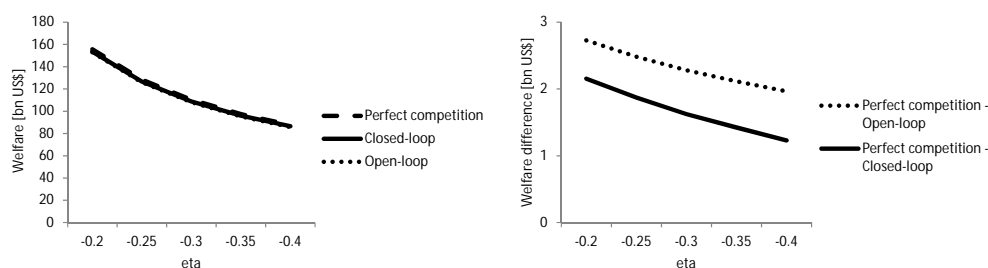 180
160
140
120
100
80
60
40
20
0
Welfare [bn US$]
-0.2 -0.25 -0.3 -0.35 -0.4
eta
Perfect competition
Closed-loop
Open-loop
3
2
1
0
Welfare difference [bn US$]
-0.2 -0.25 -0.3 -0.35 -0.4
eta
Perfect competition -
Open-loop
Perfect competition -
Closed-loop